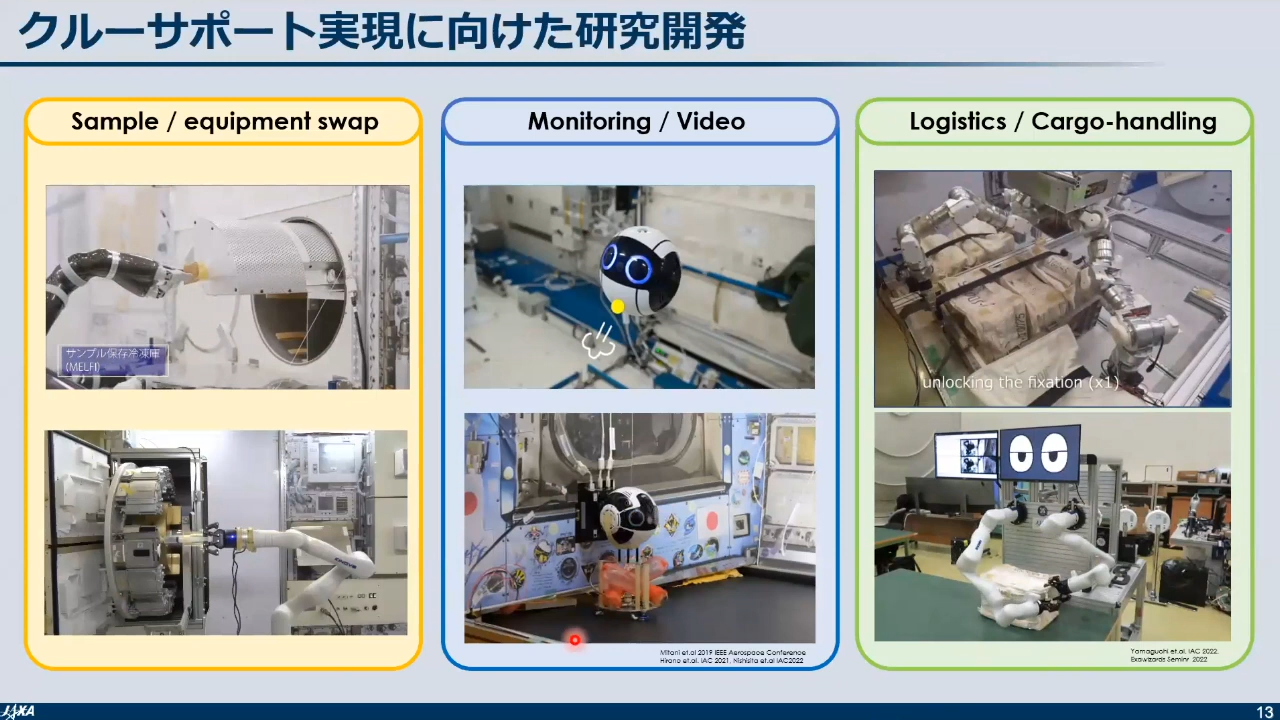 クルーサポート実現に向けた研究開発
Sample / equipment swap
サンプル保存冷凍庫
(MELFI)
Monitoring / Video
Mitani et.al 2019 IEEE Aerospace Conference
Hirano et.al. IAC 2021, Nishisita et.al IAC2022
Logistics / Cargo-handling
unlocking the fixation (x1)
Yamaguchi et.al. IAC 2022.
Exawizards Seminr 2022
JAXA
13